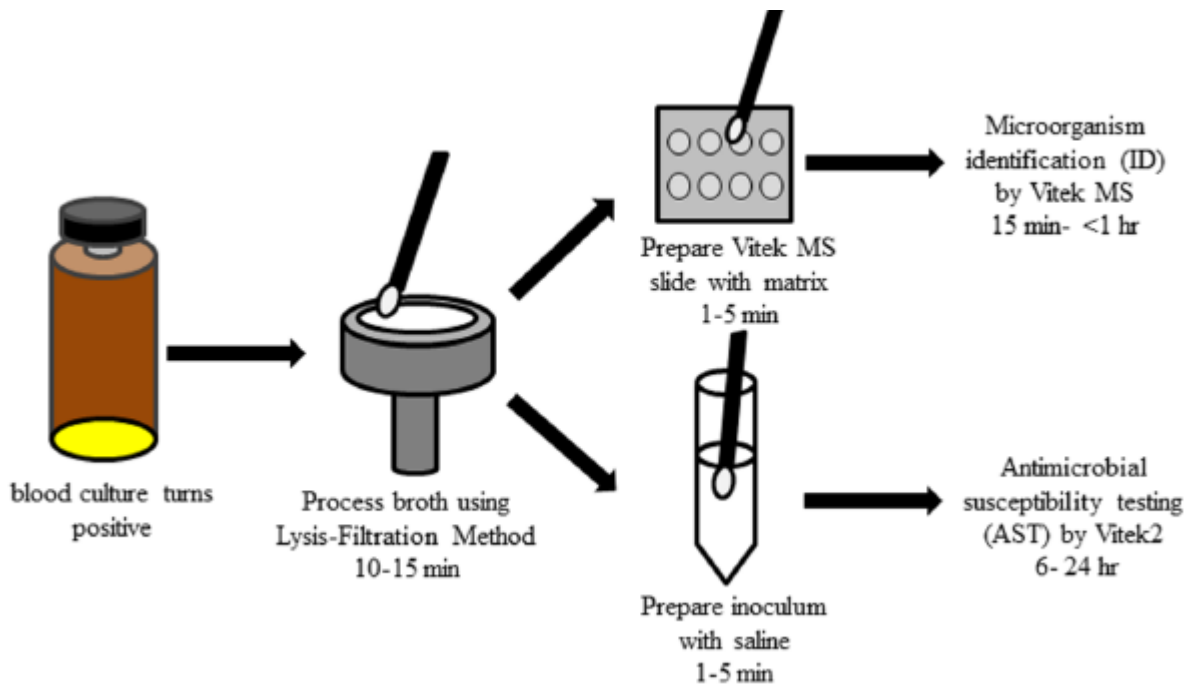 blood culture turns
positive
Process broth using
Lysis-Filtration Method
10-15 min
Prepare Vitek MS
slide with matrix
1-5 min
Microorganism
identification (ID)
by Vitek MS
15 min- <1 hr
Prepare inoculum
with saline
1-5 min
Antimicrobial
susceptibility testing
(AST) by Vitek2
6- 24 hr